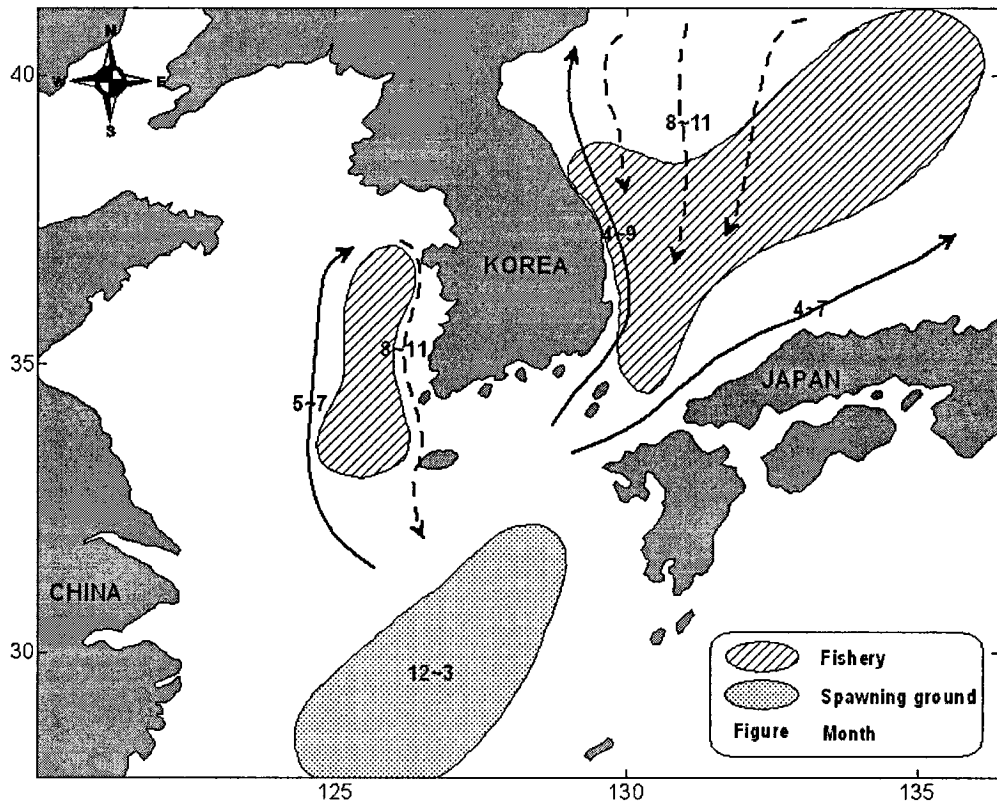 N
40
W E
S
8~11
4~9
KOREA
4~7
8~11
35
JAPAN
5~7
CHINA
30
12~3
Fishery
Spawning ground
Figure Month
125 130 135